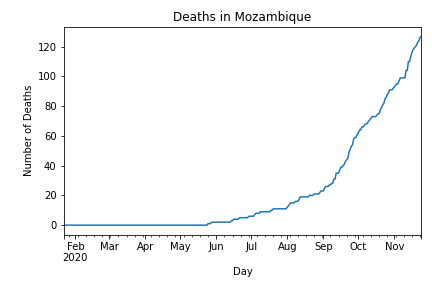 Deaths in Mozambique
Number of Deaths
120
100
80
60
40
20
0
Feb Mar Apr May Jun Jul Aug Sep Oct Nov
2020
Day